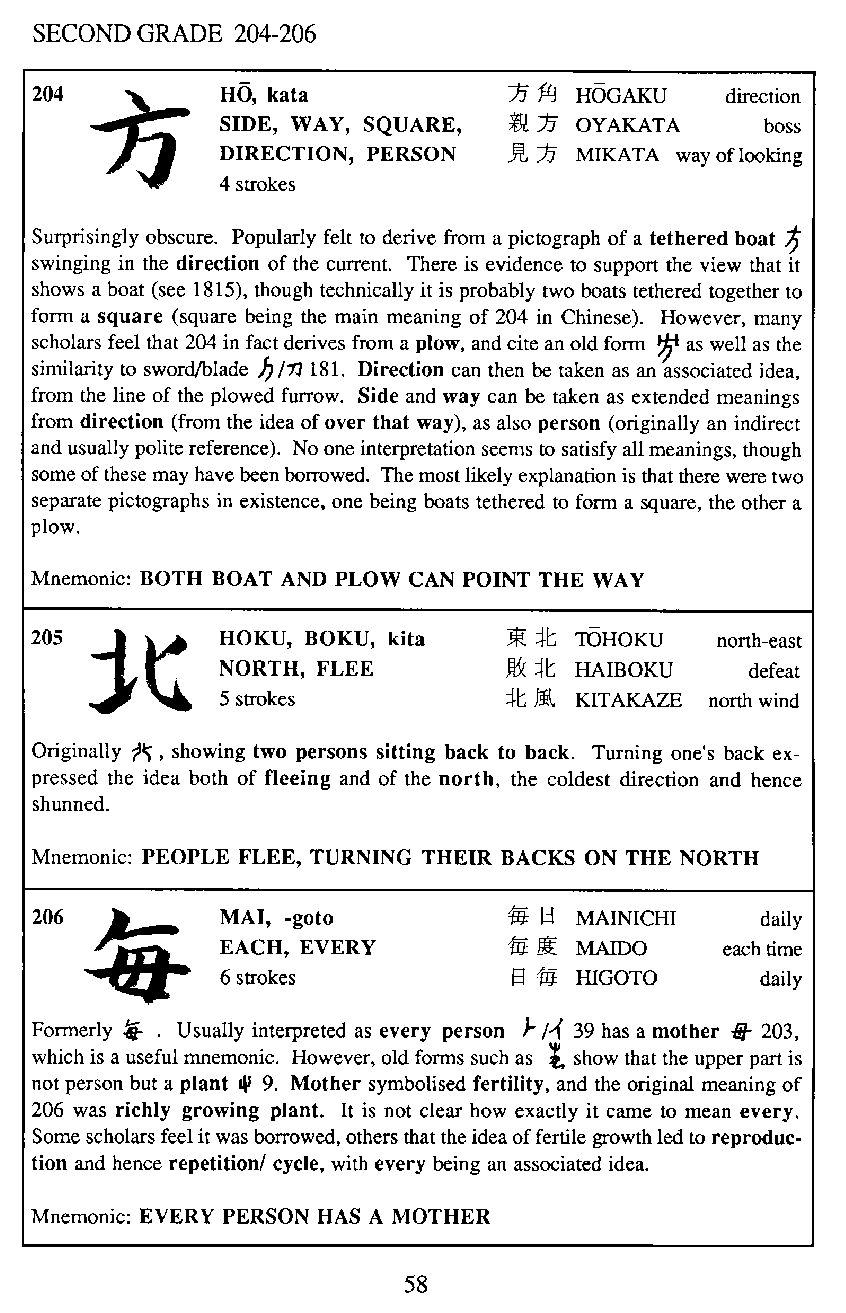 SECOND GRADE 204-206
204 方 HŌ, kata 方角 HŌGAKU direction
SIDE, WAY, SQUARE, 親方 OYAKATA boss
DIRECTION, PERSON 見方 MIKATA way of looking
4 strokes
Surprisingly obscure. Popularly felt to derive from a pictograph of a tethered boat
swinging in the direction of the current. There is evidence to support the view that it
shows a boat (see 1815), though technically it is probably two boats tethered together to
form a square (square being the main meaning of 204 in Chinese). However, many
scholars feel that 204 in fact derives from a plow, and cite an old form as well as the
similarity to sword/blade /刀 181. Direction can then be taken as an associated idea,
from the line of the plowed furrow. Side and way can be taken as extended meanings
from direction (from the idea of over that way), as also person (originally an indirect
and usually polite reference). No one interpretation seems to satisfy all meanings, though
some of these may have been borrowed. The most likely explanation is that there were two
separate pictographs in existence, one being boats tethered to form a square, the other a
plow.
Mnemonic: BOTH BOAT AND PLOW CAN POINT THE WAY
205 北 HOKU, BOKU, kita 東北 TŌHOKU north-east
NORTH, FLEE 敗北 HAIBOKU defeat
5 strokes 北風 KITAKAZE north wind
Originally , showing two persons sitting back to back. Turning one's back ex-
pressed the idea both of fleeing and of the north, the coldest direction and hence
shunned.
Mnemonic: PEOPLE FLEE, TURNING THEIR BACKS ON THE NORTH
206 毎 MAI, -goto 毎日 MAINICHI daily
EACH, EVERY 毎度 MAIDO each time
6 strokes 日毎 HIGOTO daily
Formerly 每 . Usually interpreted as every person 𠂉/亻 39 has a mother 母 203,
which is a useful mnemonic. However, old forms such as show that the upper part is
not person but a plant 9. Mother symbolised fertility, and the original meaning of
206 was richly growing plant. It is not clear how exactly it came to mean every.
Some scholars feel it was borrowed, others that the idea of fertile growth led to reproduc-
tion and hence repetition/ cycle, with every being an associated idea.
Mnemonic: EVERY PERSON HAS A MOTHER
58